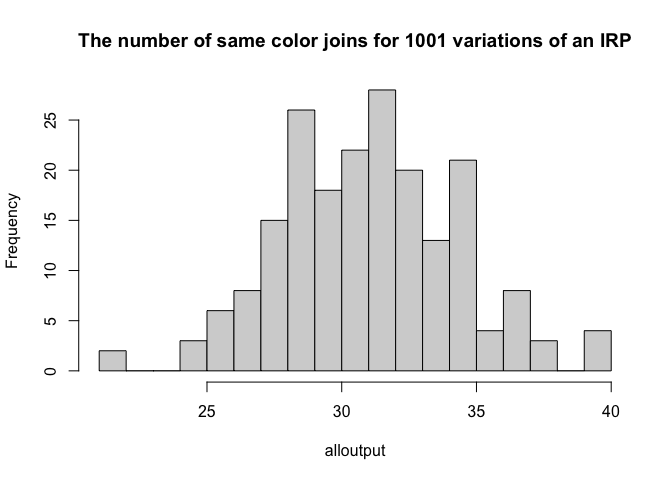 The number of same color joins for 1001 variations of an IRP
Frequency
25
20
15
10
5
0
25 30 35 40
alloutput